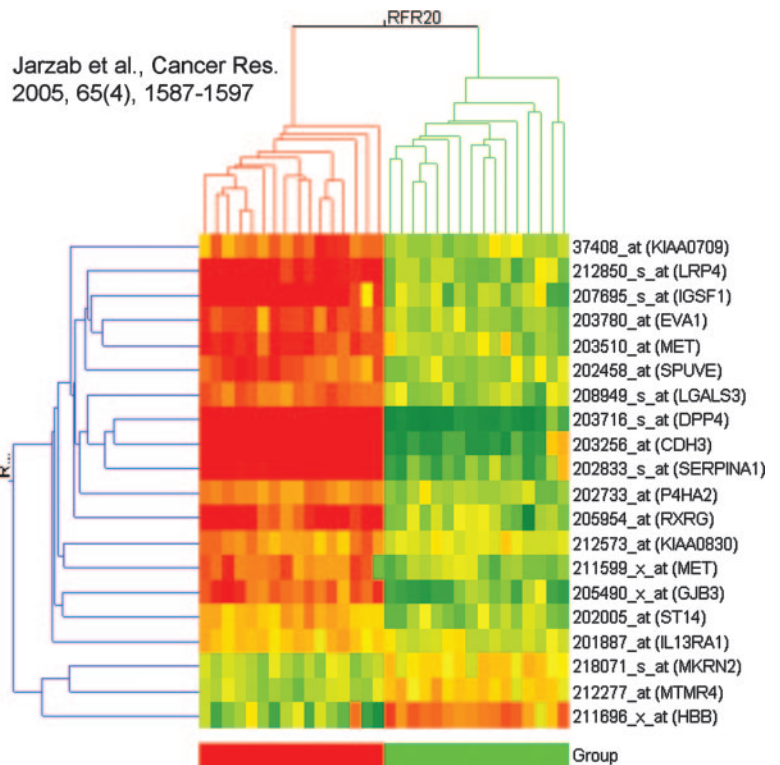 RFR20
Jarzab et al., Cancer Res.
2005, 65(4), 1587-1597
37408_at (KIAA0709)
212850_s_at (LRP4)
207695_s_at (IGSF1)
203780_at (EVA1)
203510_at (MET)
202458_at (SPUVE)
208949_s_at (LGALS3)
203716_s_at (DPP4)
203256_at (CDH3)
202833_s_at (SERPINA1)
202733_at (P4HA2)
205954_at (RXRG)
212573_at (KIAA0830)
211599_x_at (MET)
205490_x_at (GJB3)
202005_at (ST14)
201887_at (IL13RA1)
218071_s_at (MKRN2)
212277_at (MTMR4)
211696_x_at (HBB)
R...
Group